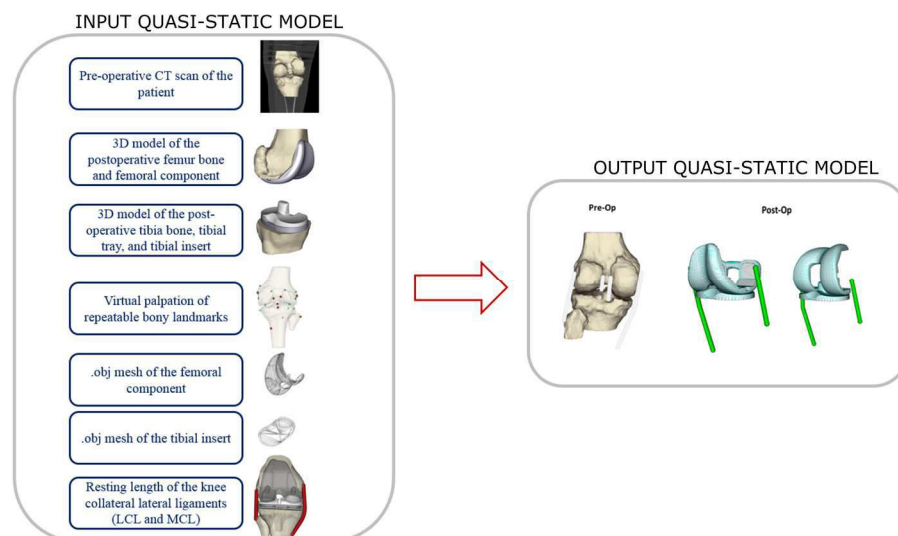 INPUT QUASI-STATIC MODEL
Pre-operative CT scan of the
patient
3D model of the
postoperative femur bone
and femoral component
3D model of the post-
operative tibia bone, tibial
tray, and tibial insert
Virtual palpation of
repeatable bony landmarks
.obj mesh of the femoral
component
.obj mesh of the tibial insert
Resting length of the knee
collateral lateral ligaments
(LCL and MCL)
OUTPUT QUASI-STATIC MODEL
Pre-Op
Post-Op